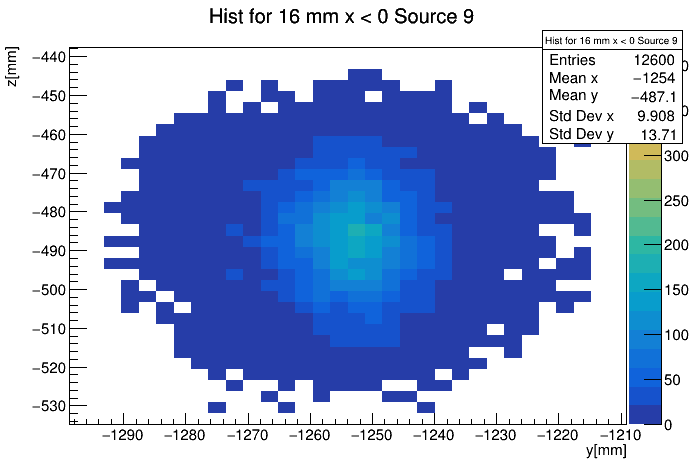 Hist for 16 mm x < 0 Source 9
Hist for 16 mm x < 0 Source 9
Entries 12600
Mean x −1254
Mean y −487.1
Std Dev x 9.908
Std Dev y 13.71
z[mm]
−440
−450
−460
−470
−480
−490
−500
−510
−520
−530
−1290 −1280 −1270 −1260 −1250 −1240 −1230 −1220 −1210
y[mm]
300
250
200
150
100
50
0